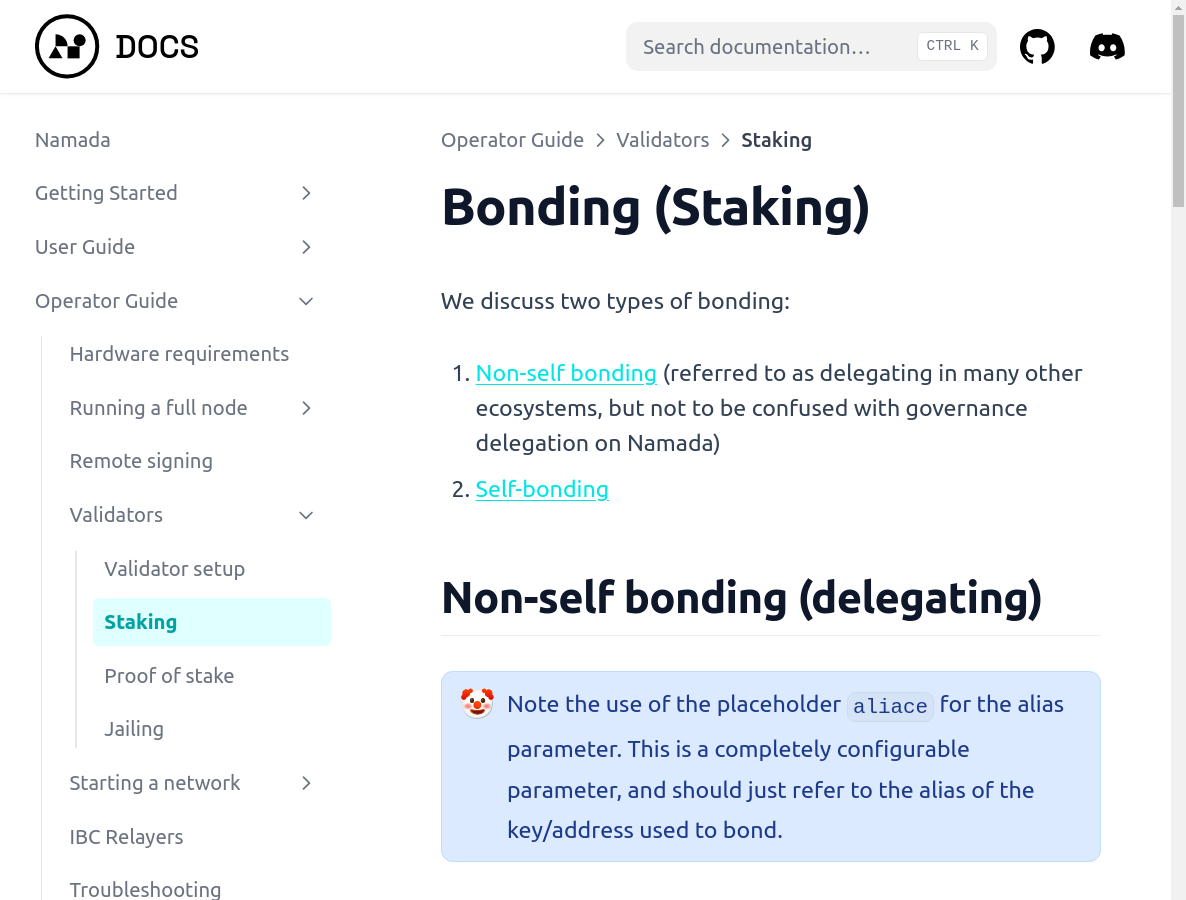 DOCS
Search documentation…
CTRL K
Namada
Getting Started
User Guide
Operator Guide
Hardware requirements
Running a full node
Remote signing
Validators
Validator setup
Staking
Proof of stake
Jailing
Starting a network
IBC Relayers
Troubleshooting
Operator Guide > Validators > Staking
Bonding (Staking)
We discuss two types of bonding:
1. Non-self bonding (referred to as delegating in many other
ecosystems, but not to be confused with governance
delegation on Namada)
2. Self-bonding
Non-self bonding (delegating)
Note the use of the placeholder aliace for the alias
parameter. This is a completely configurable
parameter, and should just refer to the alias of the
key/address used to bond.